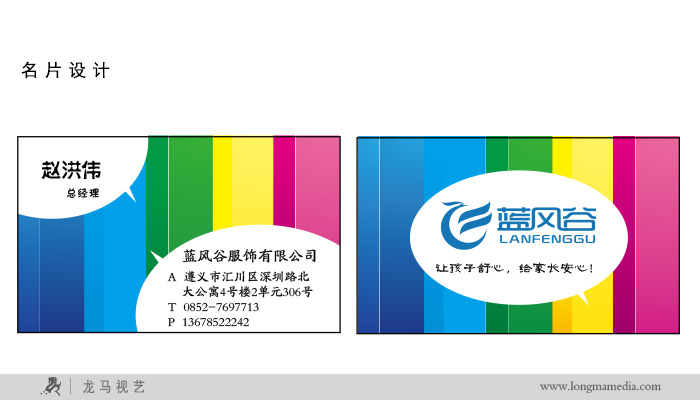 名片设计
赵洪伟
总经理
蓝风谷服饰有限公司
A 遵义市汇川区深圳路北
大公寓4号楼2单元306号
T 0852-7697713
P 13678522242
蓝风谷
LANFENGGU
让孩子舒心，给家长安心！
龙马视艺
www.longmamedia.com